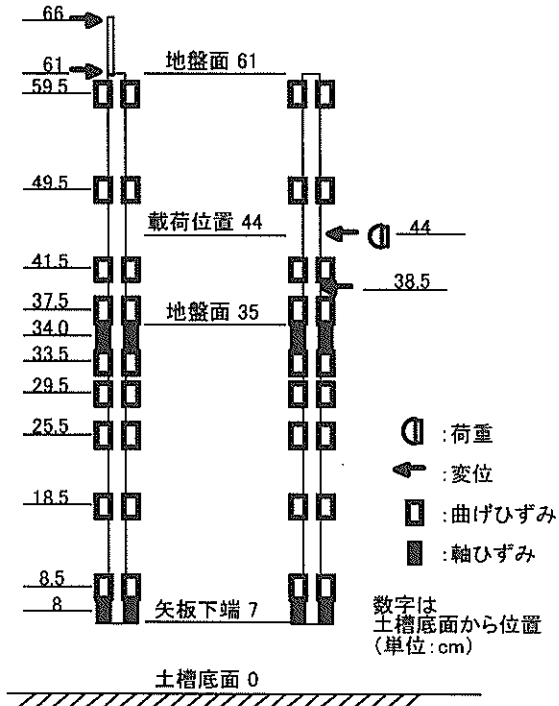 66
61
地盤面 61
59.5
49.5
載荷位置 44
44
41.5
38.5
37.5
地盤面 35
34.0
33.5
29.5
25.5
:荷重
:変位
18.5
:曲げひずみ
:軸ひずみ
8.5
8
矢板下端 7
数字は
土槽底面から位置
(単位:cm)
土槽底面 0